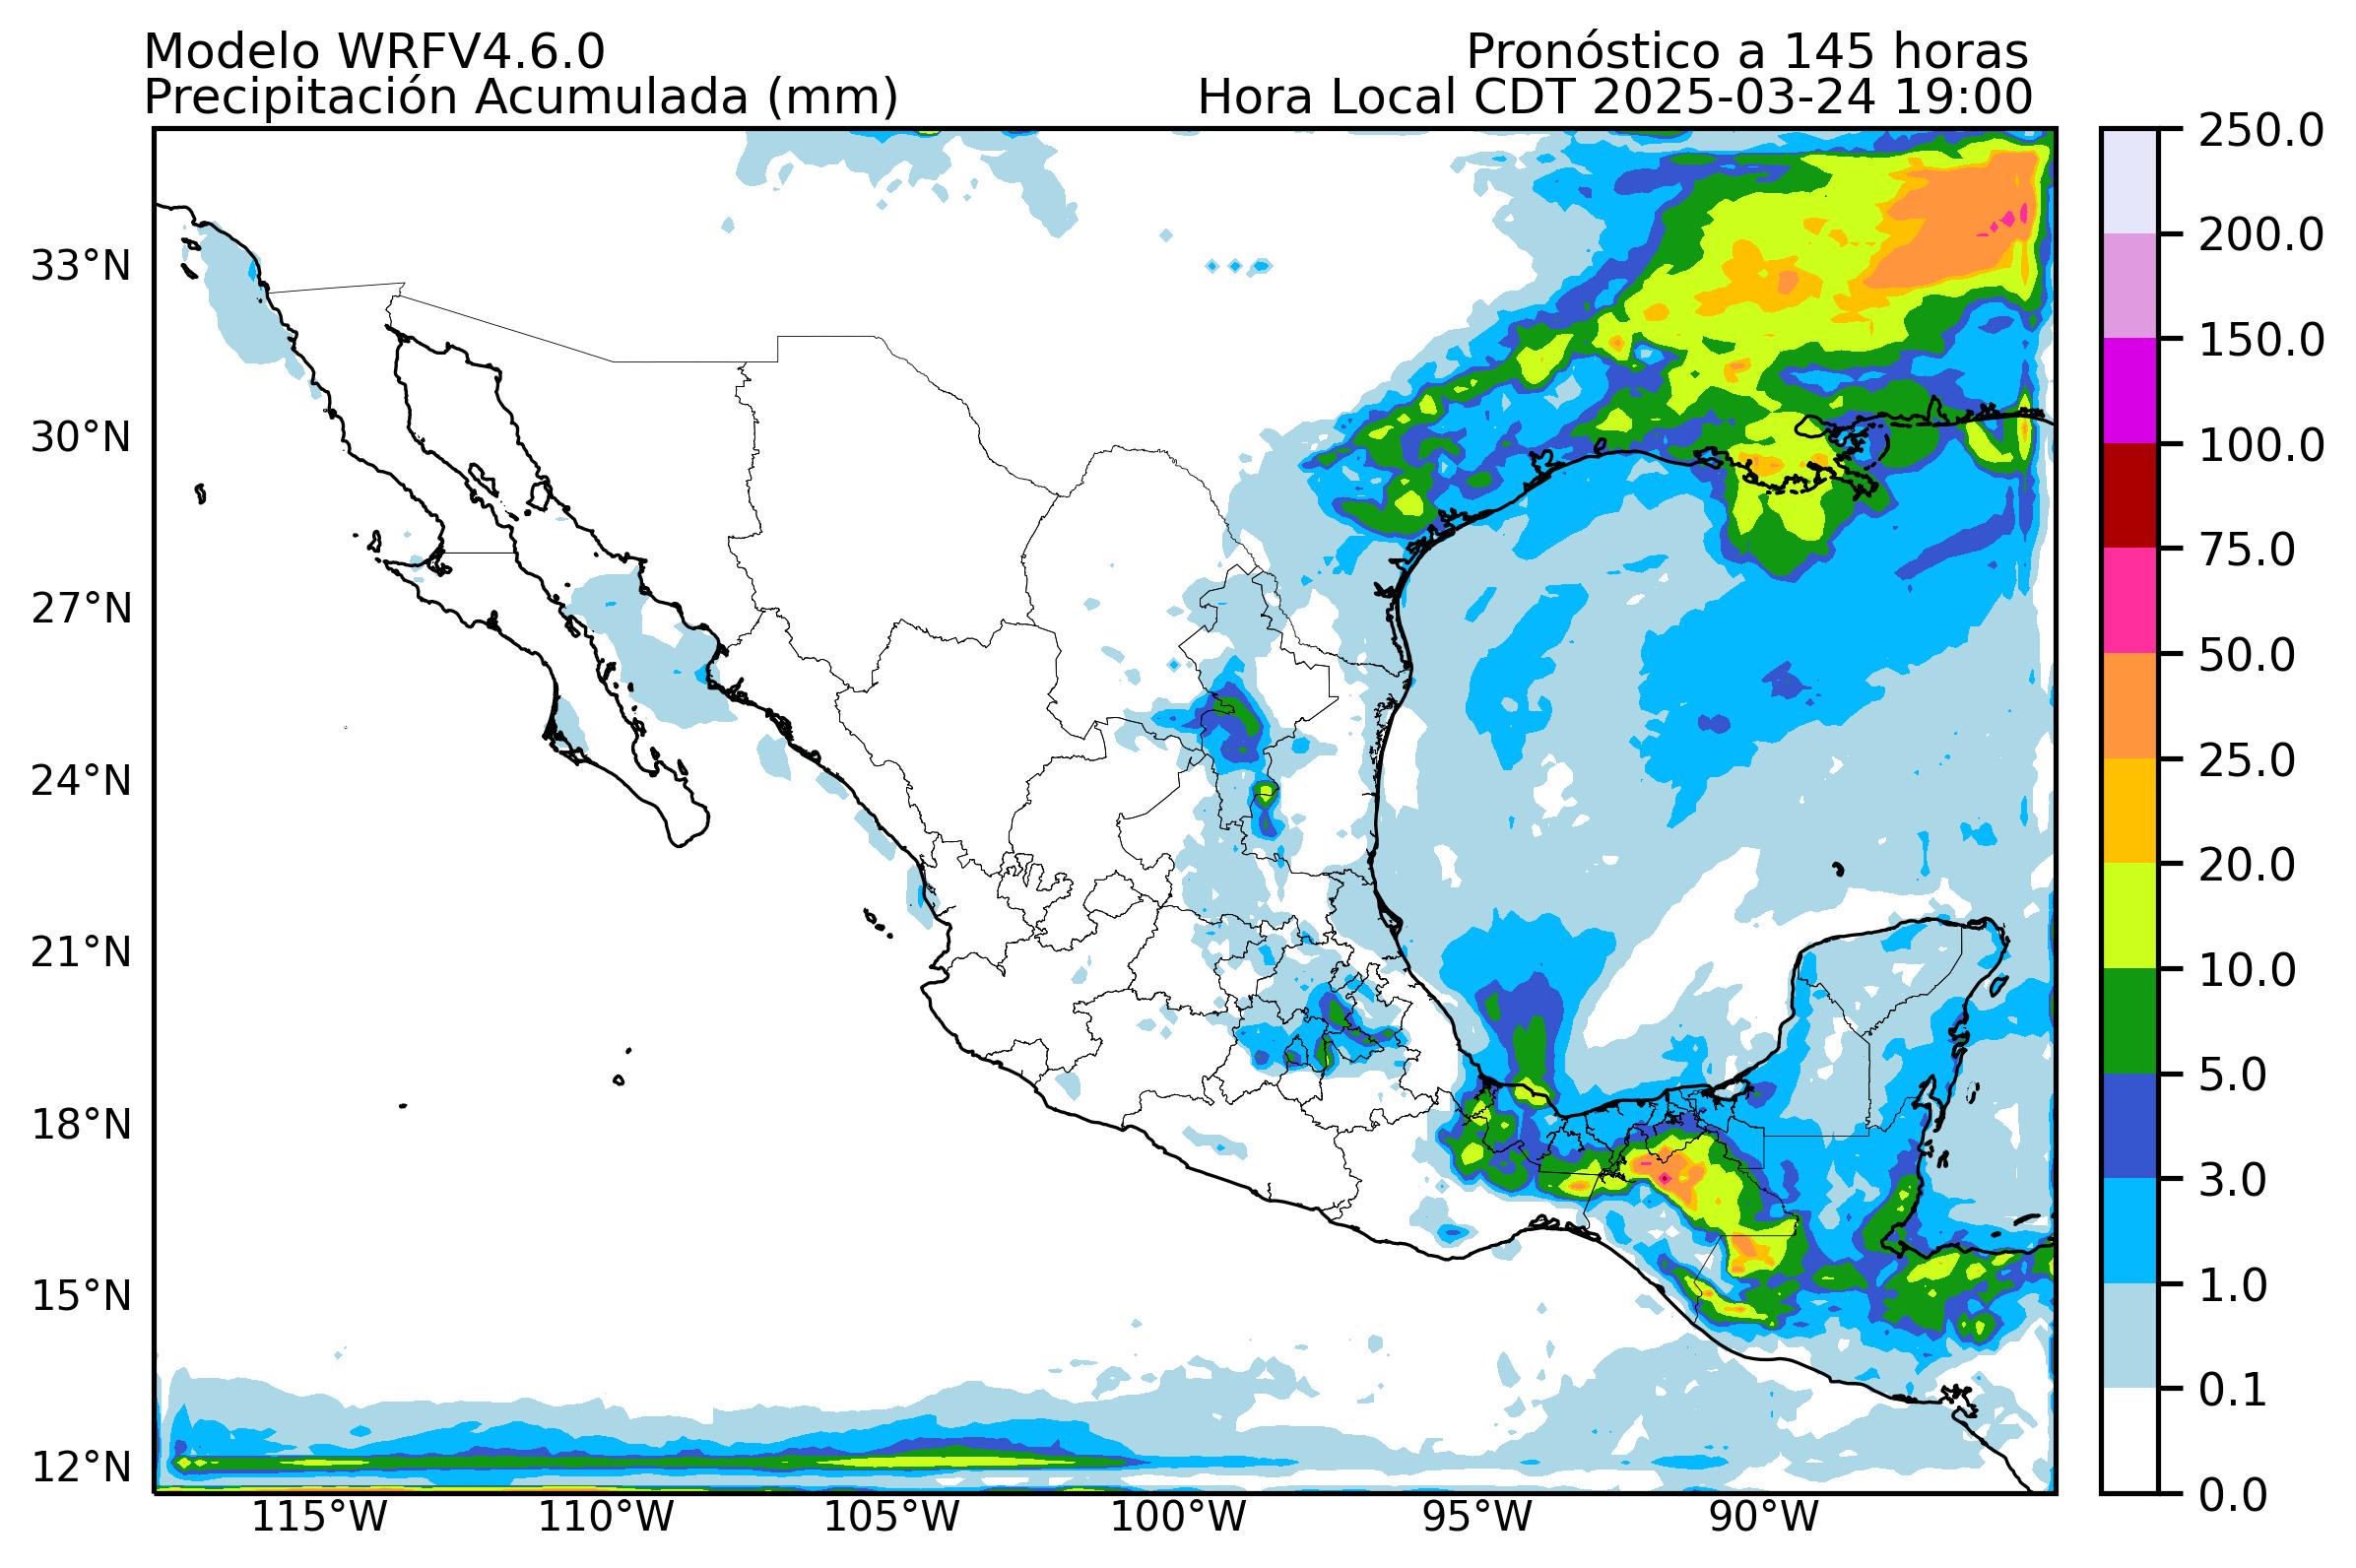 Modelo WRFV4.6.0
Pronóstico a 145 horas
Precipitación Acumulada (mm)
Hora Local CDT 2025-03-24 19:00
33°N
30°N
27°N
24°N
21°N
18°N
15°N
12°N
115°W
110°W
105°W
100°W
95°W
90°W
250.0
200.0
150.0
100.0
75.0
50.0
25.0
20.0
10.0
5.0
3.0
1.0
0.1
0.0